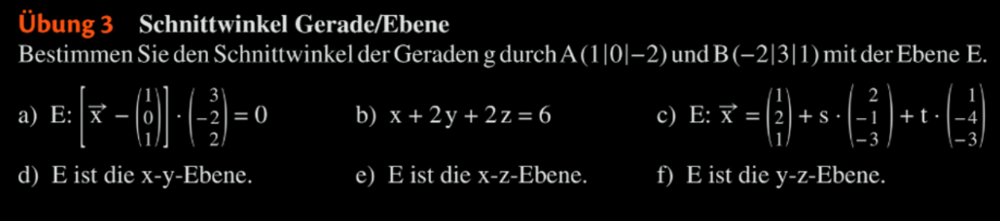 Übung 3 Schnittwinkel Gerade/Ebene
Bestimmen Sie den Schnittwinkel der Geraden g durch A (1|0|−2) und B (−2|3|1) mit der Ebene E.
a) E: [x⃗ − (1 0 1)] · (3 −2 2) = 0 b) x + 2y + 2z = 6 c) E: x⃗ = (1 2 1) + s · (2 −1 −3) + t · (1 −4 −3)
d) E ist die x-y-Ebene. e) E ist die x-z-Ebene. f) E ist die y-z-Ebene.